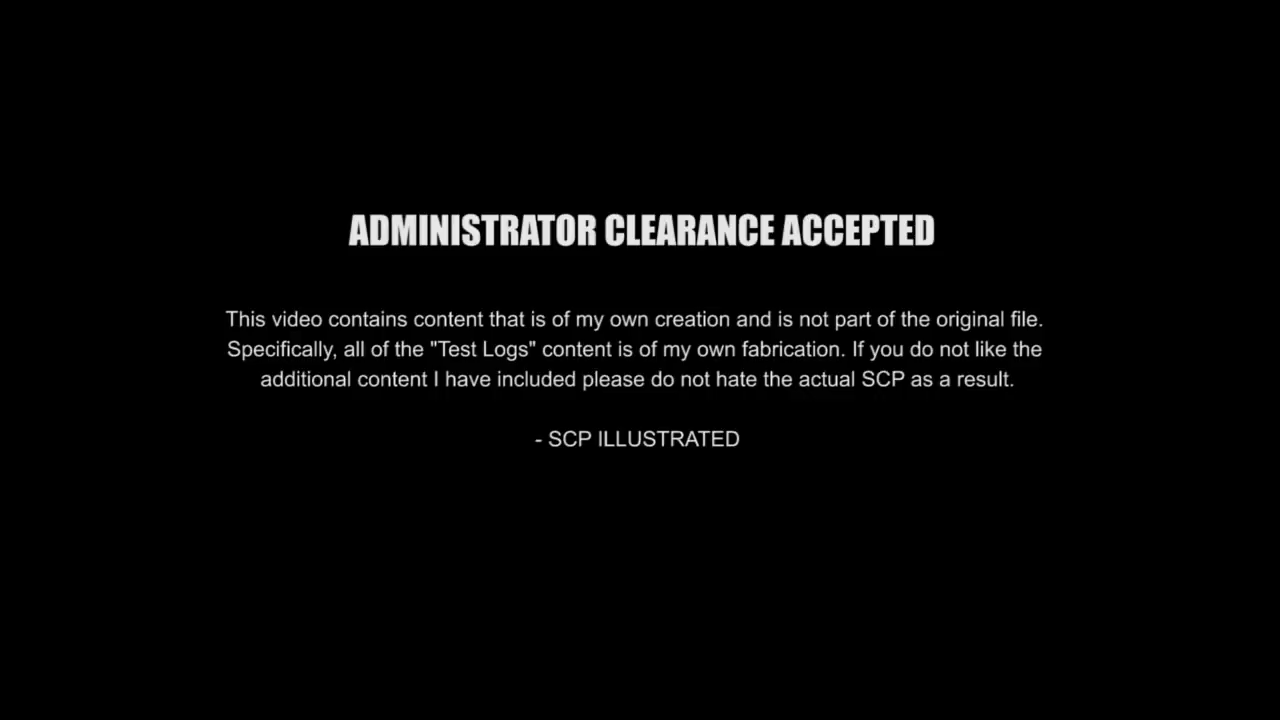 ADMINISTRATOR CLEARANCE ACCEPTED
This video contains content that is of my own creation and is not part of the original file.
Specifically, all of the "Test Logs" content is of my own fabrication. If you do not like the
additional content I have included please do not hate the actual SCP as a result.
- SCP ILLUSTRATED